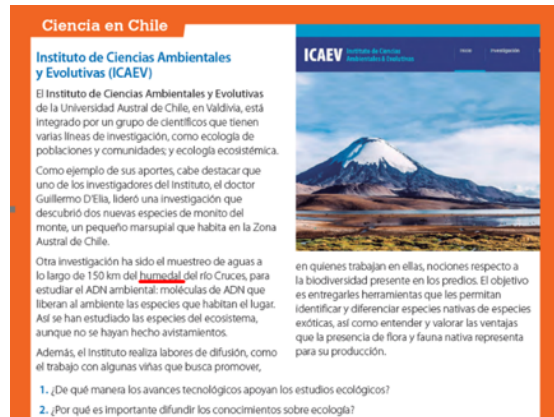 Ciencia en Chile
Instituto de Ciencias Ambientales
y Evolutivas (ICAEV)
El Instituto de Ciencias Ambientales y Evolutivas
de la Universidad Austral de Chile, en Valdivia, está
integrado por un grupo de científicos que tienen
varias líneas de investigación, como ecología de
poblaciones y comunidades; y ecología ecosistémica.
Como ejemplo de sus aportes, cabe destacar que
uno de los investigadores del Instituto, el doctor
Guillermo D'Elia, lideró una investigación que
descubrió dos nuevas especies de monito del
monte, un pequeño marsupial que habita en la Zona
Austral de Chile.
Otra investigación ha sido el muestreo de aguas a
lo largo de 150 km del humedal del río Cruces, para
estudiar el ADN ambiental: moléculas de ADN que
liberan al ambiente las especies que habitan el lugar.
Así se han estudiado las especies del ecosistema,
aunque no se hayan hecho avistamientos.
Además, el Instituto realiza labores de difusión, como
el trabajo con algunas viñas que busca promover,
ICAEV Instituto de Ciencias
Ambientales & Evolutivas
Inicio Investigación
en quienes trabajan en ellas, nociones respecto a
la biodiversidad presente en los predios. El objetivo
es entregarles herramientas que les permitan
identificar y diferenciar especies nativas de especies
exóticas, así como entender y valorar las ventajas
que la presencia de flora y fauna nativa representa
para su producción.
1. ¿De qué manera los avances tecnológicos apoyan los estudios ecológicos?
2. ¿Por qué es importante difundir los conocimientos sobre ecología?